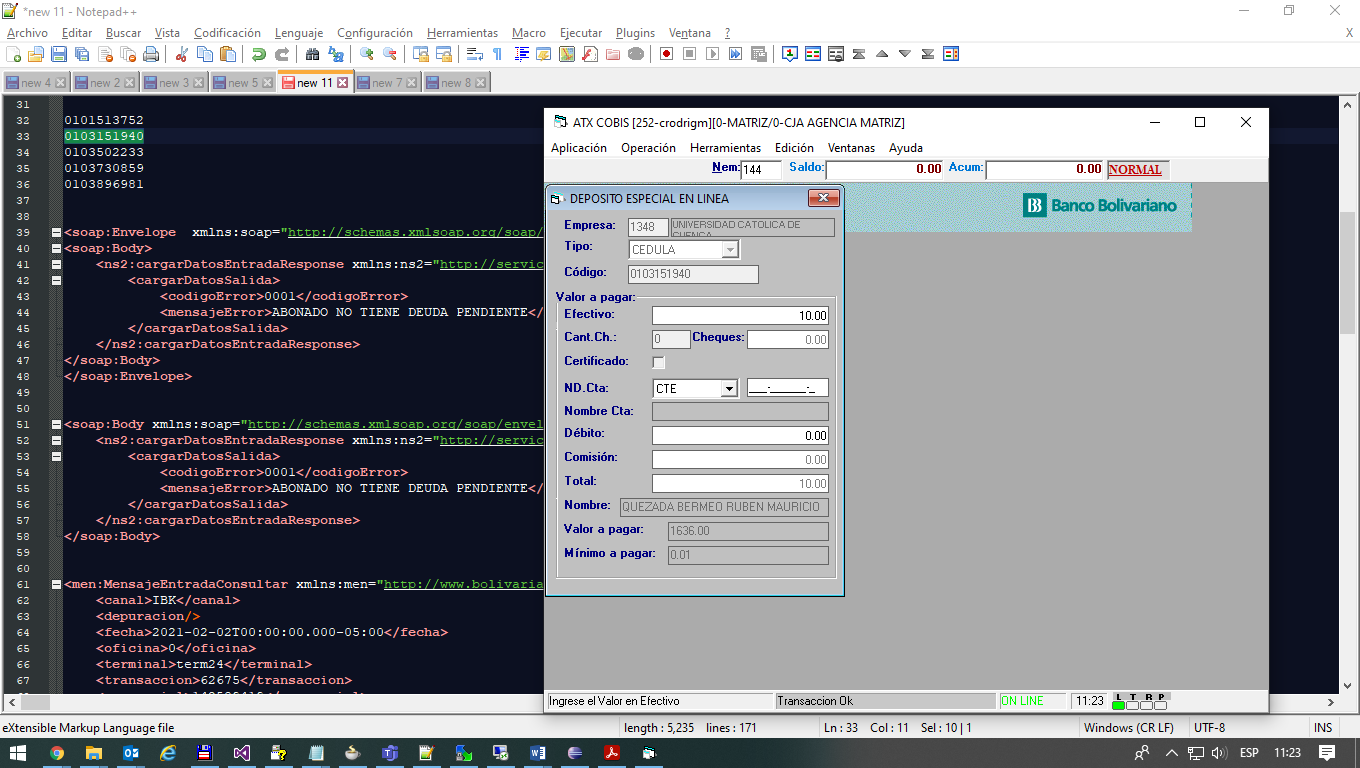 *new 11 - Notepad++
Archivo Editar Buscar Vista Codificación Lenguaje Configuración Herramientas Macro Ejecutar Plugins Ventana ? X
new 4 new 2 new 3 new 5 new 11 new 7 new 8
31
32 0101513752
33 0103151940
34 0103502233
35 0103730859
36 0103896981
37
38
39 <soap:Envelope xmlns:soap="http://schemas.xmlsoap.org/soap/
40 <soap:Body>
41 <ns2:cargarDatosEntradaResponse xmlns:ns2="http://servic
42 <cargarDatosSalida>
43 <codigoError>0001</codigoError>
44 <mensajeError>ABONADO NO TIENE DEUDA PENDIENTE</
45 </cargarDatosSalida>
46 </ns2:cargarDatosEntradaResponse>
47 </soap:Body>
48 </soap:Envelope>
49
50
51 <soap:Body xmlns:soap="http://schemas.xmlsoap.org/soap/envel
52 <ns2:cargarDatosEntradaResponse xmlns:ns2="http://servic
53 <cargarDatosSalida>
54 <codigoError>0001</codigoError>
55 <mensajeError>ABONADO NO TIENE DEUDA PENDIENTE</
56 </cargarDatosSalida>
57 </ns2:cargarDatosEntradaResponse>
58 </soap:Body>
59
60
61 <men:MensajeEntradaConsultar xmlns:men="http://www.bolivaria
62 <canal>IBK</canal>
63 <depuracion/>
64 <fecha>2021-02-02T00:00:00.000-05:00</fecha>
65 <oficina>0</oficina>
66 <terminal>term24</terminal>
67 <transaccion>62675</transaccion>
ATX COBIS [252-crodrigm][0-MATRIZ/0-CJA AGENCIA MATRIZ]
Aplicación Operación Herramientas Edición Ventanas Ayuda
Nem: 144 Saldo: 0.00 Acum: 0.00 NORMAL
DEPOSITO ESPECIAL EN LINEA
Banco Bolivariano
Empresa: 1348 UNIVERSIDAD CATOLICA DE CUENCA
Tipo: CEDULA
Código: 0103151940
Valor a pagar:
Efectivo: 10.00
Cant.Ch.: 0 Cheques: 0.00
Certificado:
ND.Cta: CTE ___-______-_
Nombre Cta:
Débito: 0.00
Comisión: 0.00
Total: 10.00
Nombre: QUEZADA BERMEO RUBEN MAURICIO
Valor a pagar: 1636.00
Mínimo a pagar: 0.01
Ingrese el Valor en Efectivo Transaccion Ok ON LINE 11:23 L T R P
eXtensible Markup Language file length : 5,235 lines : 171 Ln : 33 Col : 11 Sel : 10 | 1 Windows (CR LF) UTF-8 INS
ESP 11:23